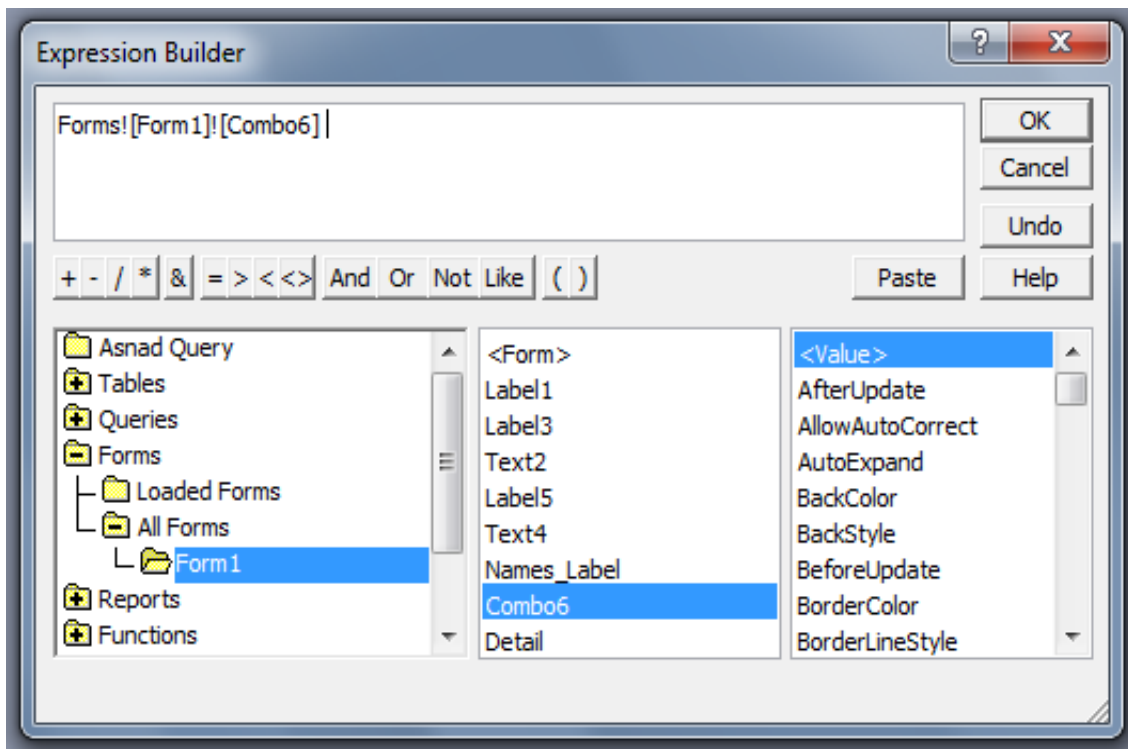 Expression Builder
?
X
Forms![Form1]![Combo6]
OK
Cancel
Undo
+ - / * & = > < <> And Or Not Like ( )
Paste
Help
Asnad Query
Tables
Queries
Forms
Loaded Forms
All Forms
Form1
Reports
Functions
<Form>
Label1
Label3
Text2
Label5
Text4
Names_Label
Combo6
Detail
<Value>
AfterUpdate
AllowAutoCorrect
AutoExpand
BackColor
BackStyle
BeforeUpdate
BorderColor
BorderLineStyle